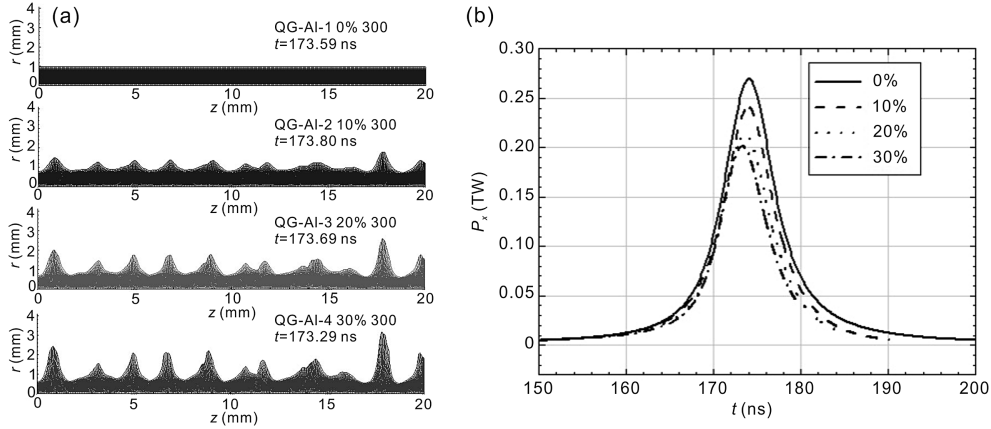 (a)
4
3
2
1
0
r (mm)
QG-Al-1 0% 300
t=173.59 ns
0 5 10 15 20
z (mm)
4
3
2
1
0
r (mm)
QG-Al-2 10% 300
t=173.80 ns
0 5 10 15 20
z (mm)
4
3
2
1
0
r (mm)
QG-Al-3 20% 300
t=173.69 ns
0 5 10 15 20
z (mm)
4
3
2
1
0
r (mm)
QG-Al-4 30% 300
t=173.29 ns
0 5 10 15 20
z (mm)
(b)
0.30
0.25
0.20
0.15
0.10
0.05
0
Px (TW)
0%
10%
20%
30%
150 160 170 180 190 200
t (ns)